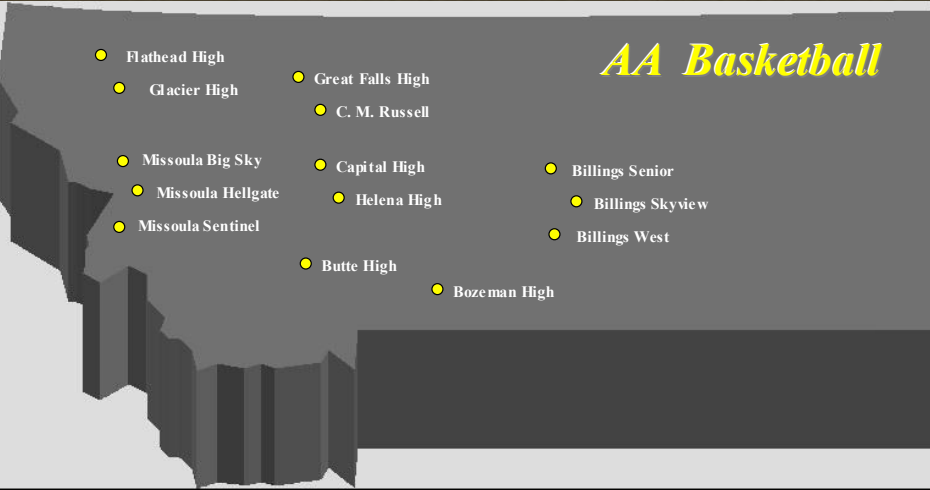 AA Basketball
Flathead High
Glacier High
Great Falls High
C. M. Russell
Missoula Big Sky
Missoula Hellgate
Missoula Sentinel
Capital High
Helena High
Billings Senior
Billings Skyview
Billings West
Butte High
Bozeman High